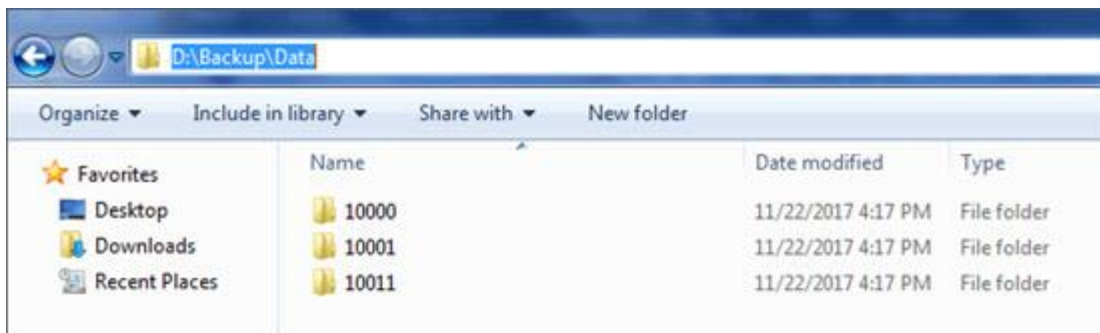 D:\Backup\Data
Organize Include in library Share with New folder
Favorites
Desktop
Downloads
Recent Places
Name Date modified Type
10000 11/22/2017 4:17 PM File folder
10001 11/22/2017 4:17 PM File folder
10011 11/22/2017 4:17 PM File folder